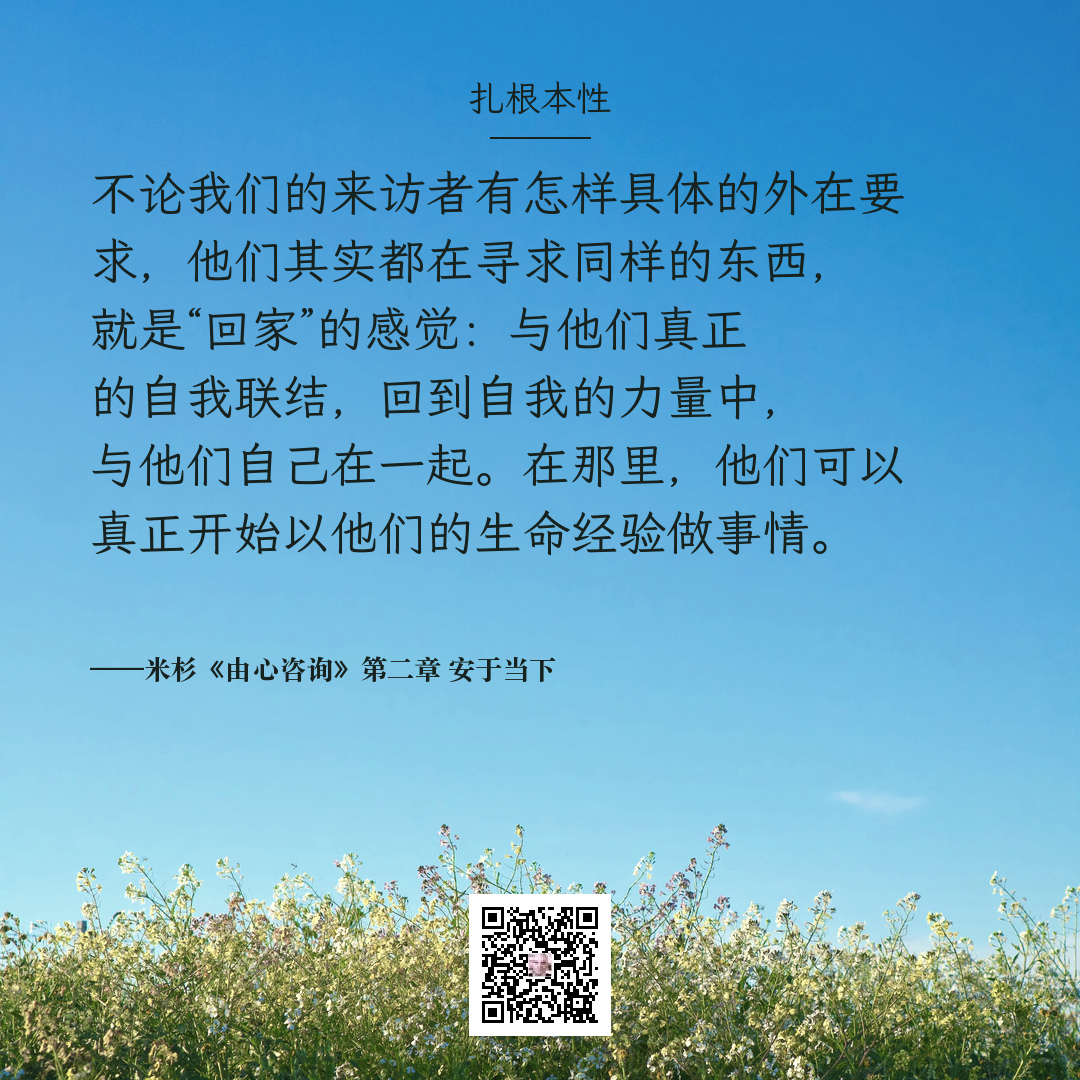 扎根本性
不论我们的来访者有怎样具体的外在要
求，他们其实都在寻求同样的东西，
就是“回家”的感觉：与他们真正
的自我联结，回到自我的力量中，
与他们自己在一起。在那里，他们可以
真正开始以他们的生命经验做事情。
——米杉《由心咨询》第二章 安于当下